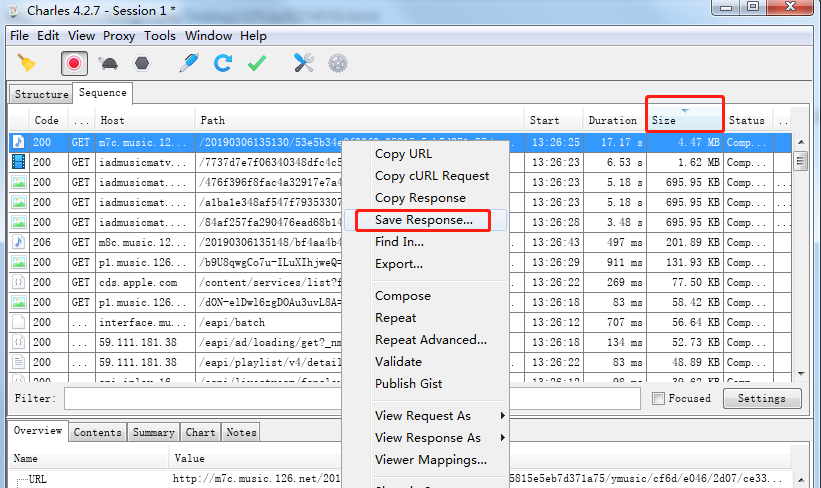 Charles 4.2.7 - Session 1 *
File Edit View Proxy Tools Window Help
Structure Sequence
Code ... Host Path Start Duration Size Status ...
200 GET m7c.music.12... /20190306135130/ 13:26:25 17.17 s 4.47 MB Comp...
200 GET iadmusicmatv... /7737d7e7f06340348dfc4c5 13:26:23 6.53 s 1.62 MB Comp...
200 GET iadmusicmat.... /476f396f8fac4a32917e7a4 13:26:23 5.18 s 695.95 KB Comp... ...
200 GET iadmusicmat.... /a1ba1e348af547f79353307 13:26:23 5.18 s 695.95 KB Comp... ...
200 GET iadmusicmat.... /84af257fa290476ead68b14 13:26:28 3.48 s 695.95 KB Comp... ...
206 GET m8c.music.12... /20190306135148/bf4aa4b4 13:26:43 497 ms 201.89 KB Comp...
200 GET p1.music.126... /b9U8qwgCo7u-ILuXIhjweQ= 13:26:29 911 ms 131.93 KB Comp...
200 GET cds.apple.com /content/services/list?f 13:26:22 269 ms 77.50 KB Comp...
200 GET p1.music.126... /dON-e1Dwl6zgDOAu3uvL8A= 13:26:18 83 ms 58.42 KB Comp...
200 ... interface.mu... /eapi/batch 13:26:12 707 ms 56.64 KB Comp...
200 ... 59.111.181.38 /eapi/ad/loading/get?_nm 13:26:18 134 ms 52.73 KB Comp...
200 ... 59.111.181.38 /eapi/playlist/v4/detail 13:26:22 83 ms 48.89 KB Comp...
Copy URL
Copy cURL Request
Copy Response
Save Response...
Find In...
Export...
Compose
Repeat
Repeat Advanced...
Validate
Publish Gist
View Request As
View Response As
Viewer Mappings...
Filter: Focused Settings
Overview Contents Summary Chart Notes
Name Value
URL http://m7c.music.126.net/201 5815e5eb7d371a75/ymusic/cf6d/e046/2d07/ce33...